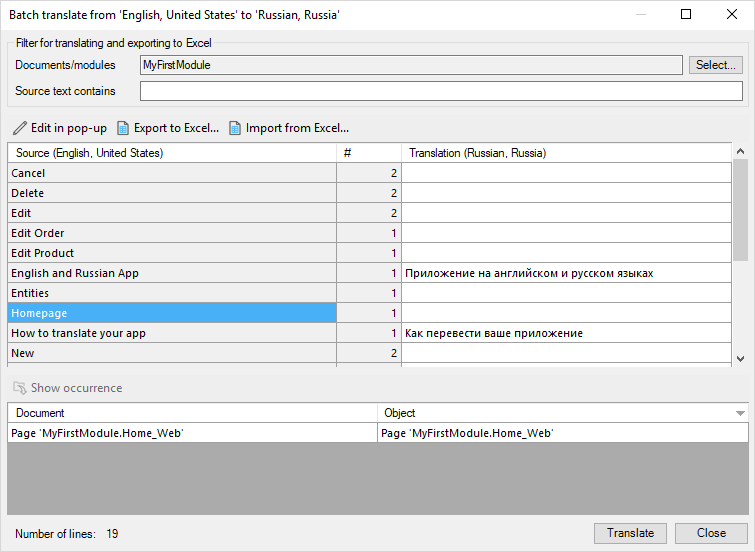 Batch translate from 'English, United States' to 'Russian, Russia'
Filter for translating and exporting to Excel
Documents/modules MyFirstModule Select...
Source text contains
Edit in pop-up Export to Excel... Import from Excel...
Source (English, United States) # Translation (Russian, Russia)
Cancel 2
Delete 2
Edit 2
Edit Order 1
Edit Product 1
English and Russian App 1 Приложение на английском и русском языках
Entities 1
Homepage 1
How to translate your app 1 Как перевести ваше приложение
New 2
Show occurrence
Document Object
Page 'MyFirstModule.Home_Web' Page 'MyFirstModule.Home_Web'
Number of lines: 19 Translate Close